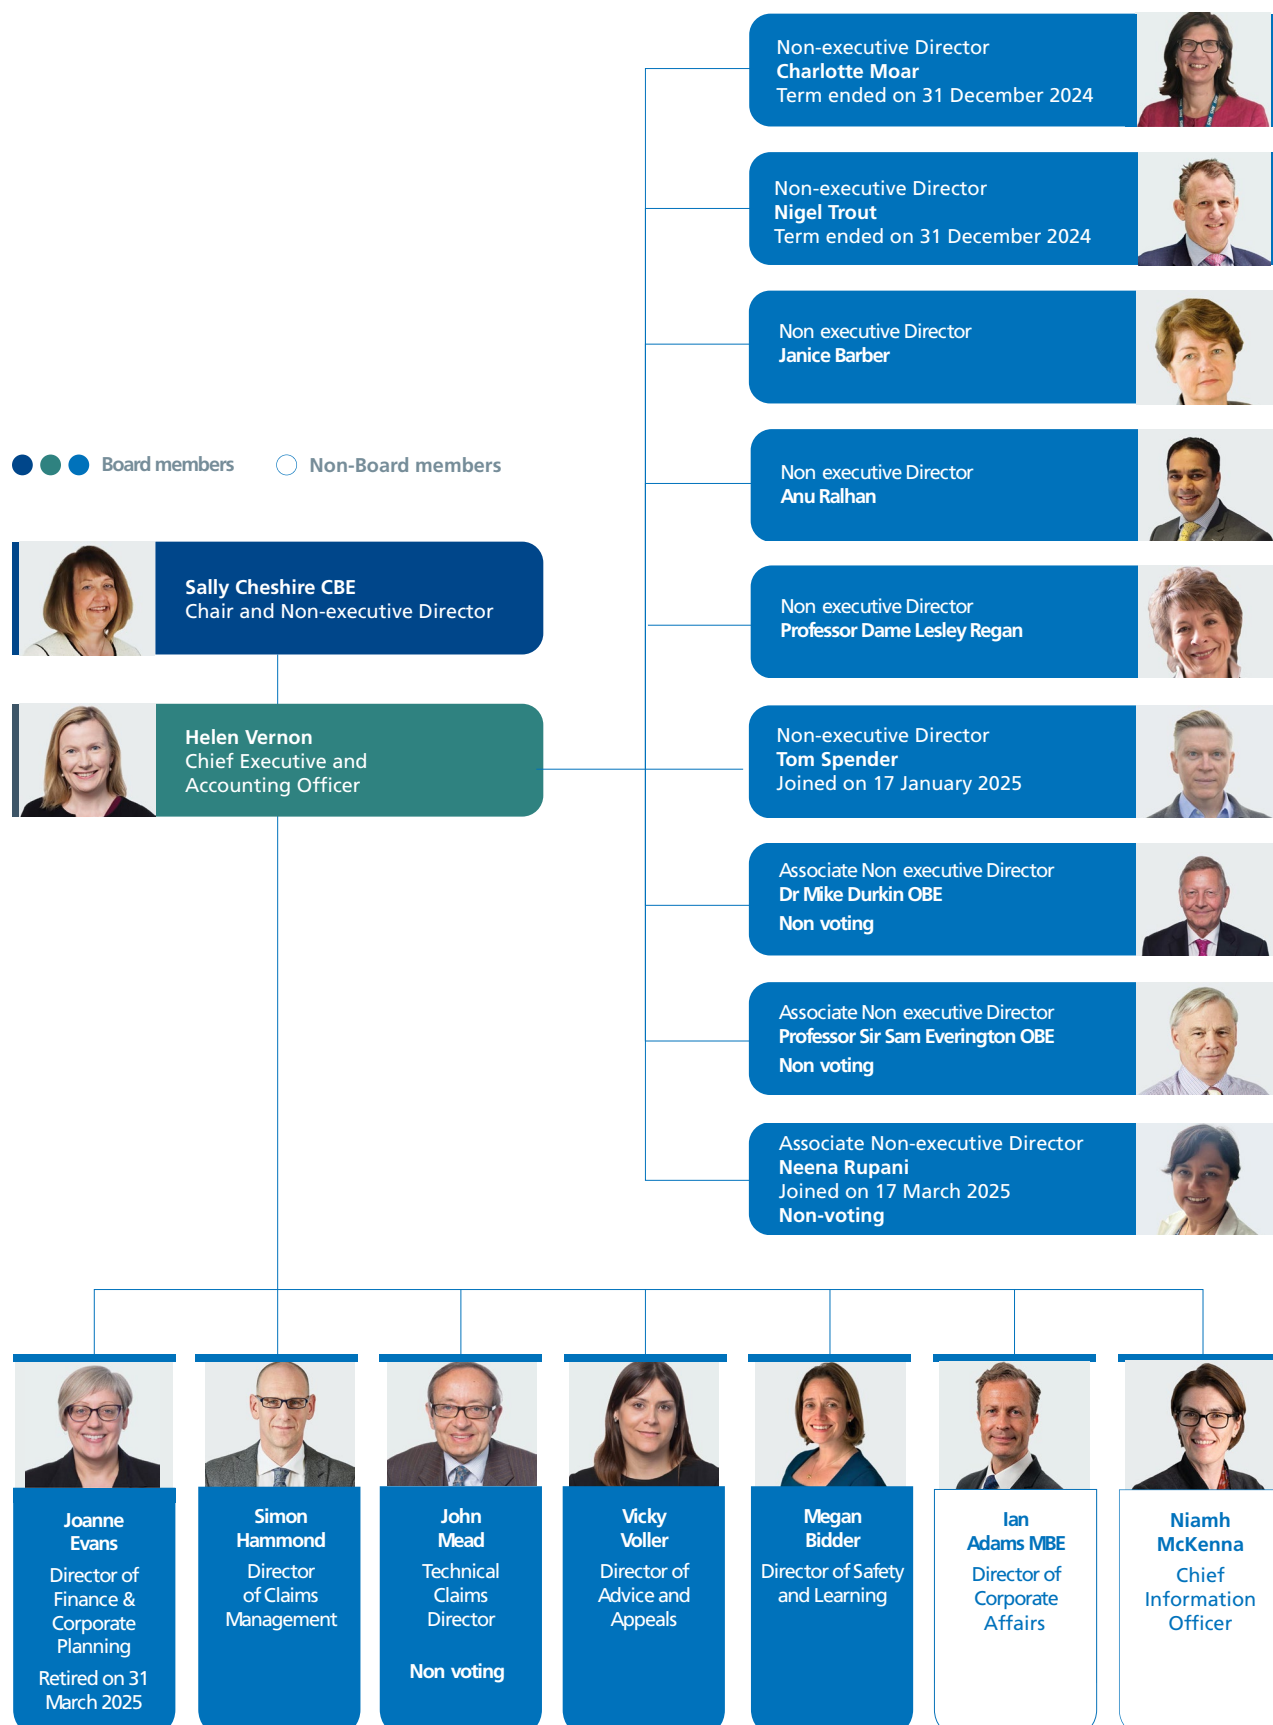 Non-executive Director
Charlotte Moar
Term ended on 31 December 2024
Non-executive Director
Nigel Trout
Term ended on 31 December 2024
Non executive Director
Janice Barber
Board members
Non-Board members
Non executive Director
Anu Ralhan
Sally Cheshire CBE
Chair and Non-executive Director
Non executive Director
Professor Dame Lesley Regan
Helen Vernon
Chief Executive and
Accounting Officer
Non-executive Director
Tom Spender
Joined on 17 January 2025
Associate Non executive Director
Dr Mike Durkin OBE
Non voting
Associate Non executive Director
Professor Sir Sam Everington OBE
Non voting
Associate Non-executive Director
Neena Rupani
Joined on 17 March 2025
Non-voting
Joanne
Evans
Director of
Finance &
Corporate
Planning
Retired on 31
March 2025
Simon
Hammond
Director
of Claims
Management
John
Mead
Technical
Claims
Director
Non voting
Vicky
Voller
Director of
Advice and
Appeals
Megan
Bidder
Director of Safety
and Learning
Ian
Adams MBE
Director of
Corporate
Affairs
Niamh
McKenna
Chief
Information
Officer